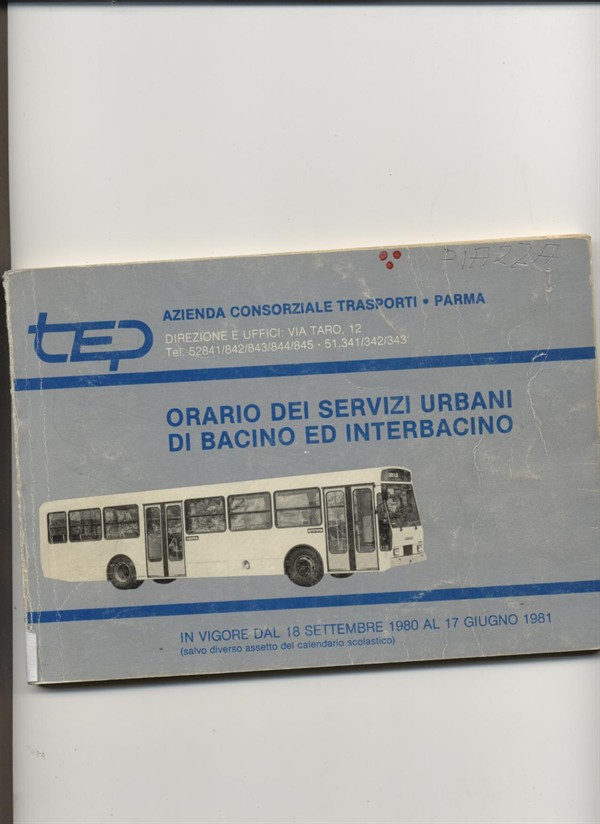 PIAZZA
tEP
AZIENDA CONSORZIALE TRASPORTI • PARMA
DIREZIONE E UFFICI: VIA TARO, 12
Tel. 52841/842/843/844/845 - 51.341/342/343
ORARIO DEI SERVIZI URBANI
DI BACINO ED INTERBACINO
IN VIGORE DAL 18 SETTEMBRE 1980 AL 17 GIUGNO 1981
(salvo diverso assetto del calendario scolastico)